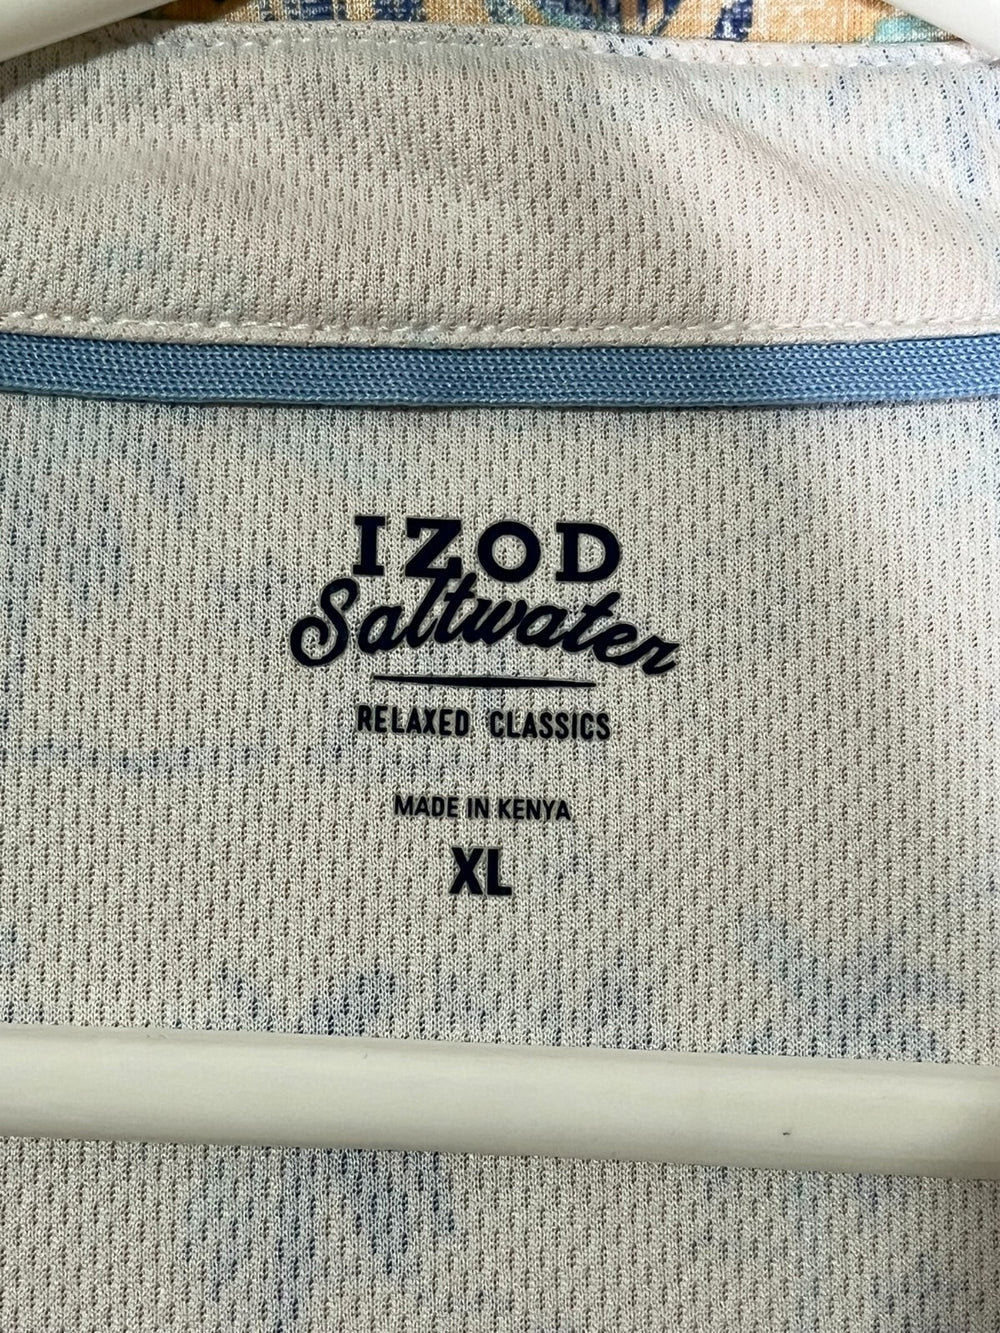 IZOD
Saltwater
RELAXED CLASSICS
MADE IN KENYA
XL